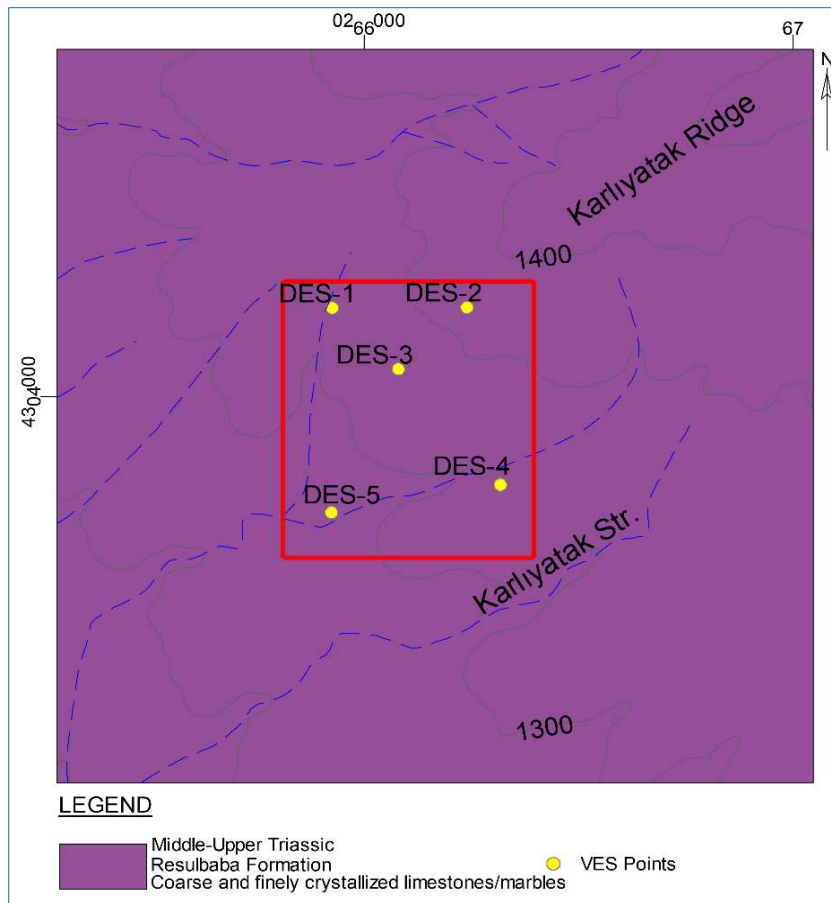 0266000
67
N
Karlıyatak Ridge
1400
DES-1
DES-2
DES-3
4304000
DES-4
DES-5
Karlıyatak Str.
1300
LEGEND
Middle-Upper Triassic
Resulbaba Formation
Coarse and finely crystallized limestones/marbles
VES Points